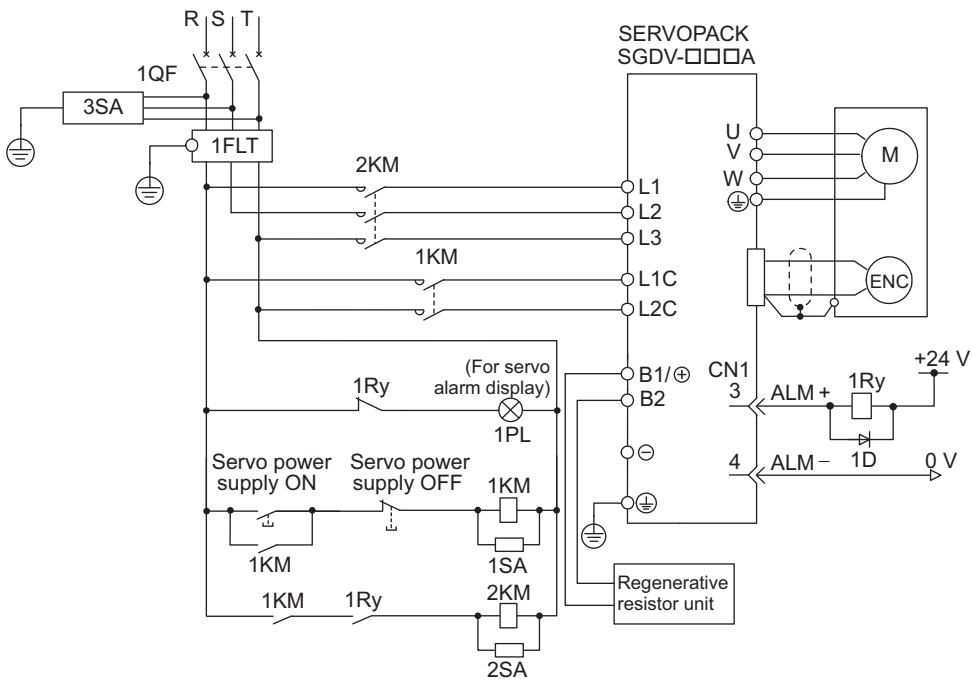 R S T
SERVOPACK
SGDV-□□□A
1QF
3SA
1FLT
U
V
M
W
2KM
L1
L2
L3
1KM
L1C
ENC
L2C
(For servo
alarm display)
+24 V
1Ry
B1/⊕
CN1
1Ry
3
ALM +
B2
1PL
1D
⊖
4
ALM −
0 V
Servo power
supply ON
Servo power
supply OFF
1KM
1KM
1SA
Regenerative
resistor unit
1KM
1Ry
2KM
2SA